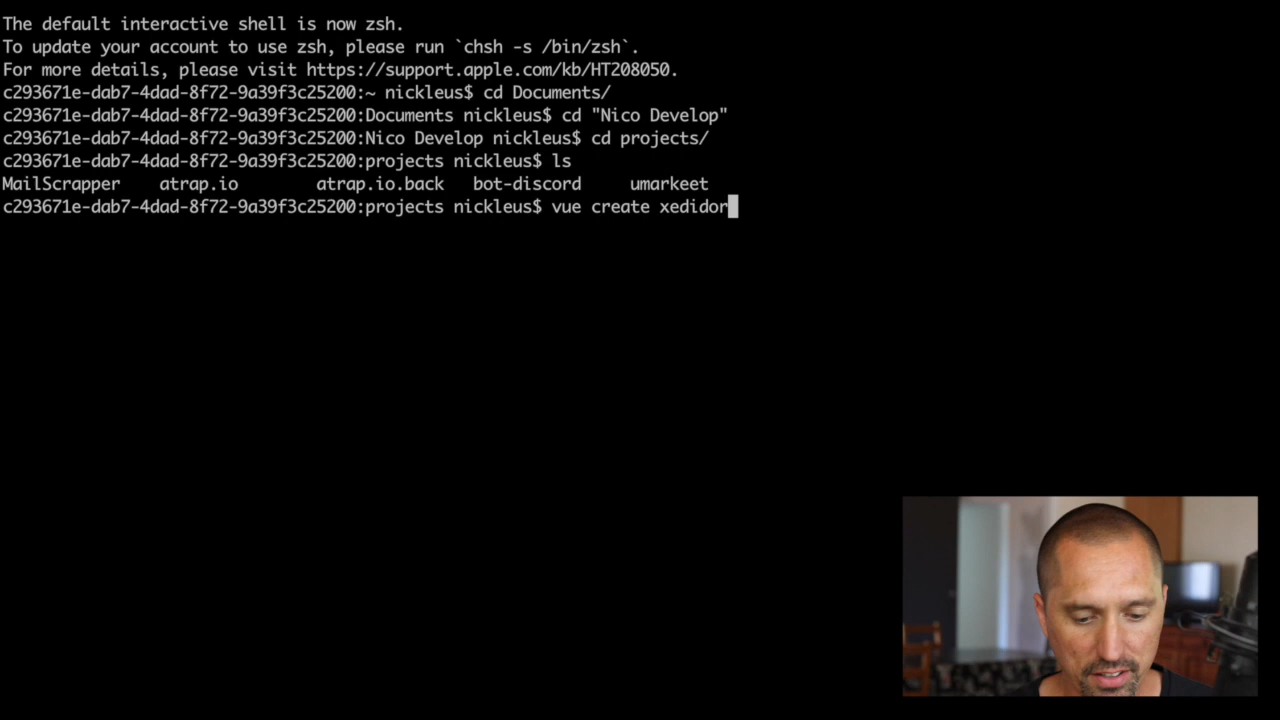 The default interactive shell is now zsh.
To update your account to use zsh, please run `chsh -s /bin/zsh`.
For more details, please visit https://support.apple.com/kb/HT208050.
c293671e-dab7-4dad-8f72-9a39f3c25200:~ nickleus$ cd Documents/
c293671e-dab7-4dad-8f72-9a39f3c25200:Documents nickleus$ cd "Nico Develop"
c293671e-dab7-4dad-8f72-9a39f3c25200:Nico Develop nickleus$ cd projects/
c293671e-dab7-4dad-8f72-9a39f3c25200:projects nickleus$ ls
MailScrapper atrap.io atrap.io.back bot-discord umarkeet
c293671e-dab7-4dad-8f72-9a39f3c25200:projects nickleus$ vue create xedidor